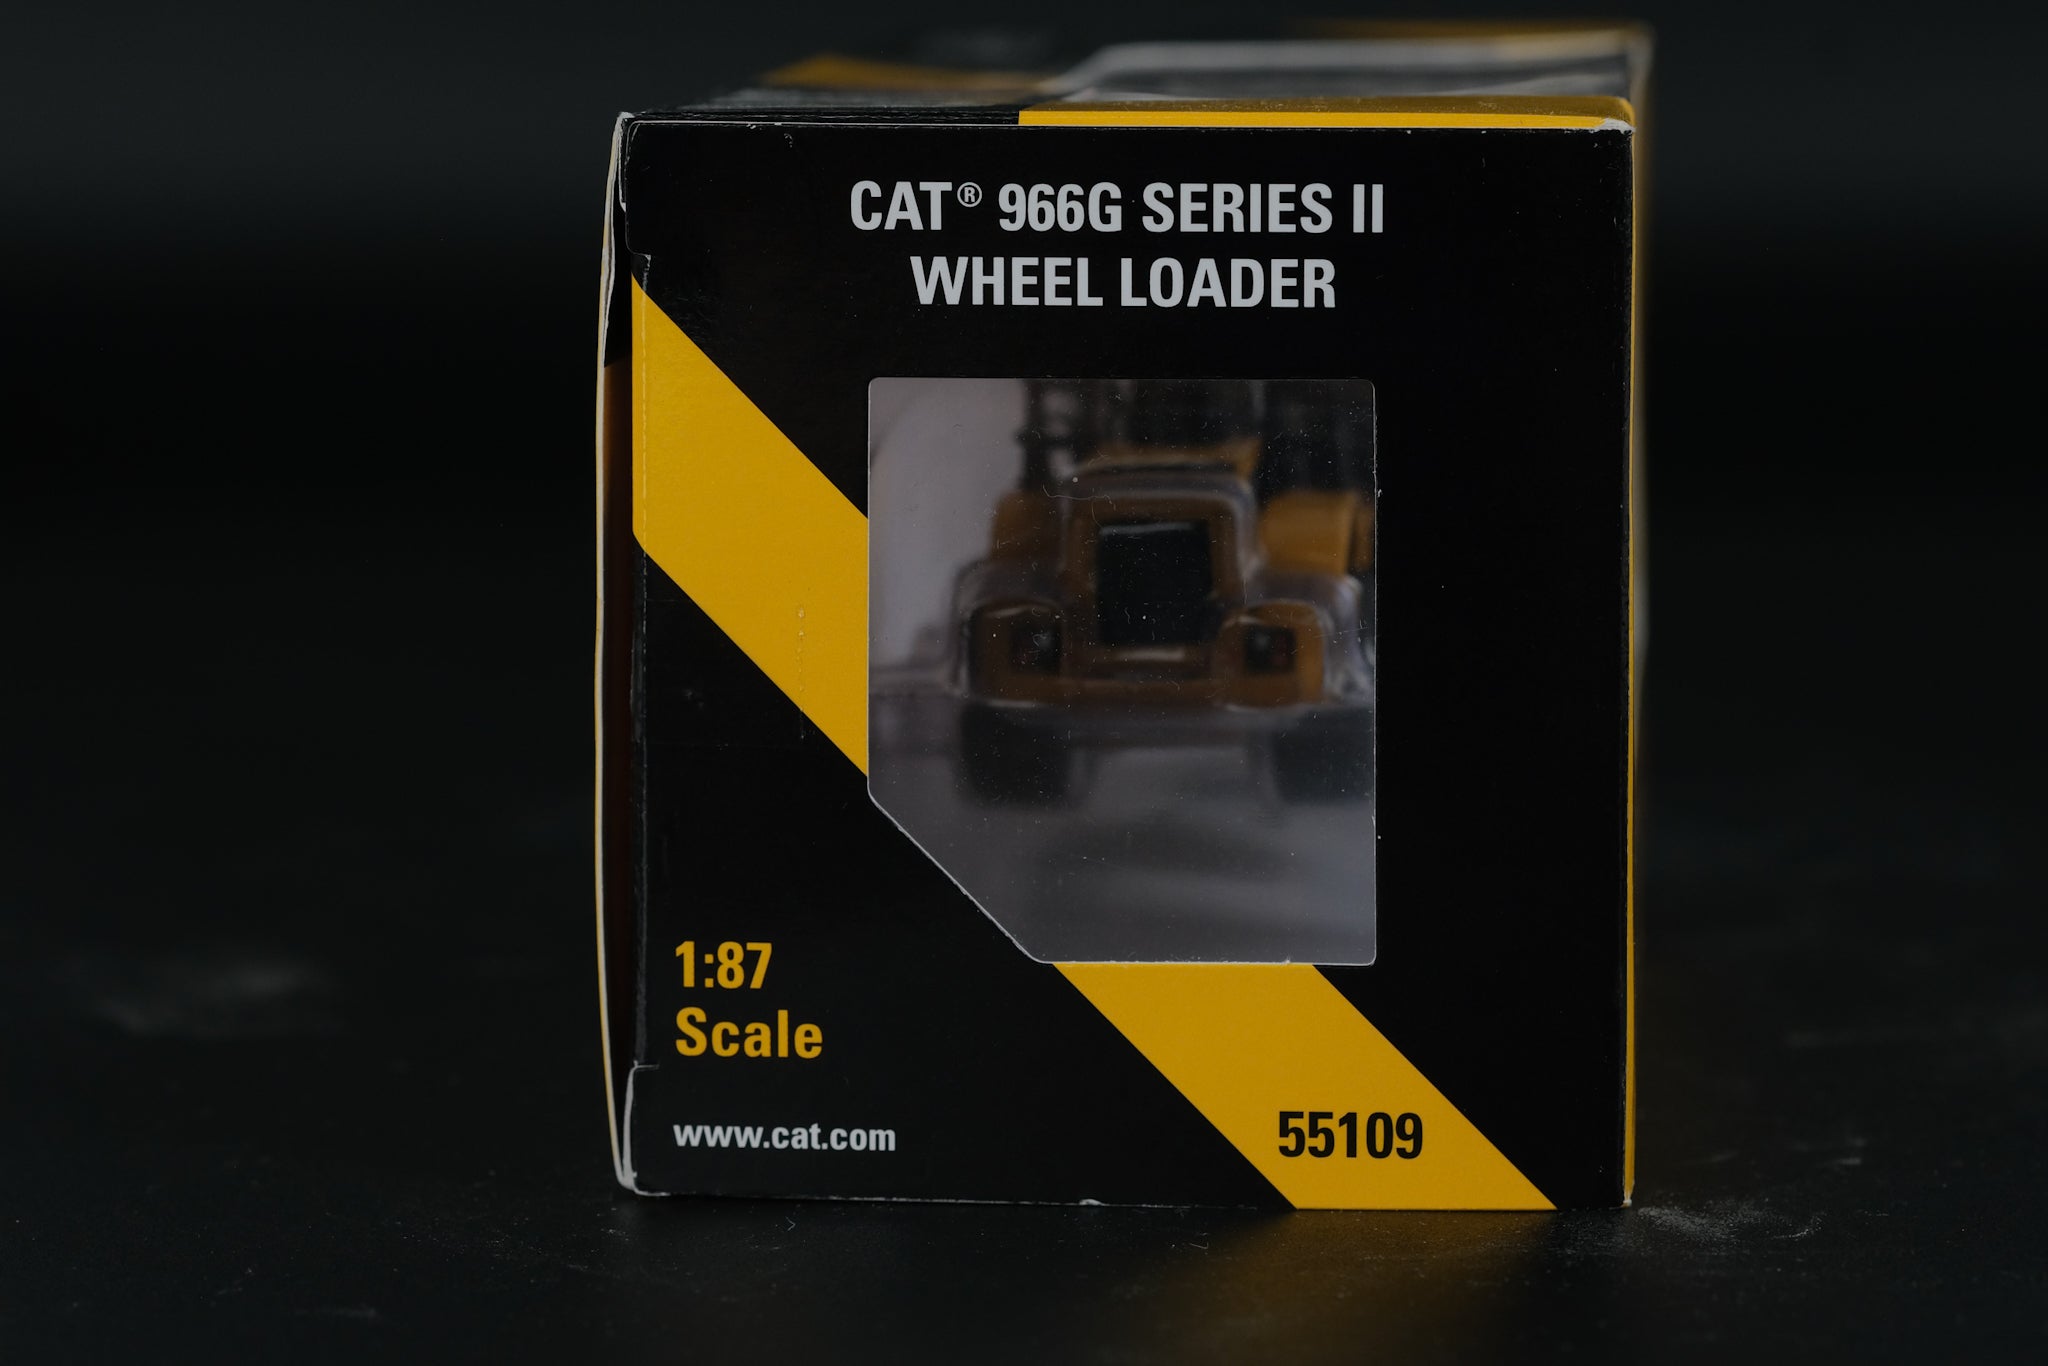 CAT® 966G SERIES II
WHEEL LOADER
1:87
Scale
www.cat.com
55109